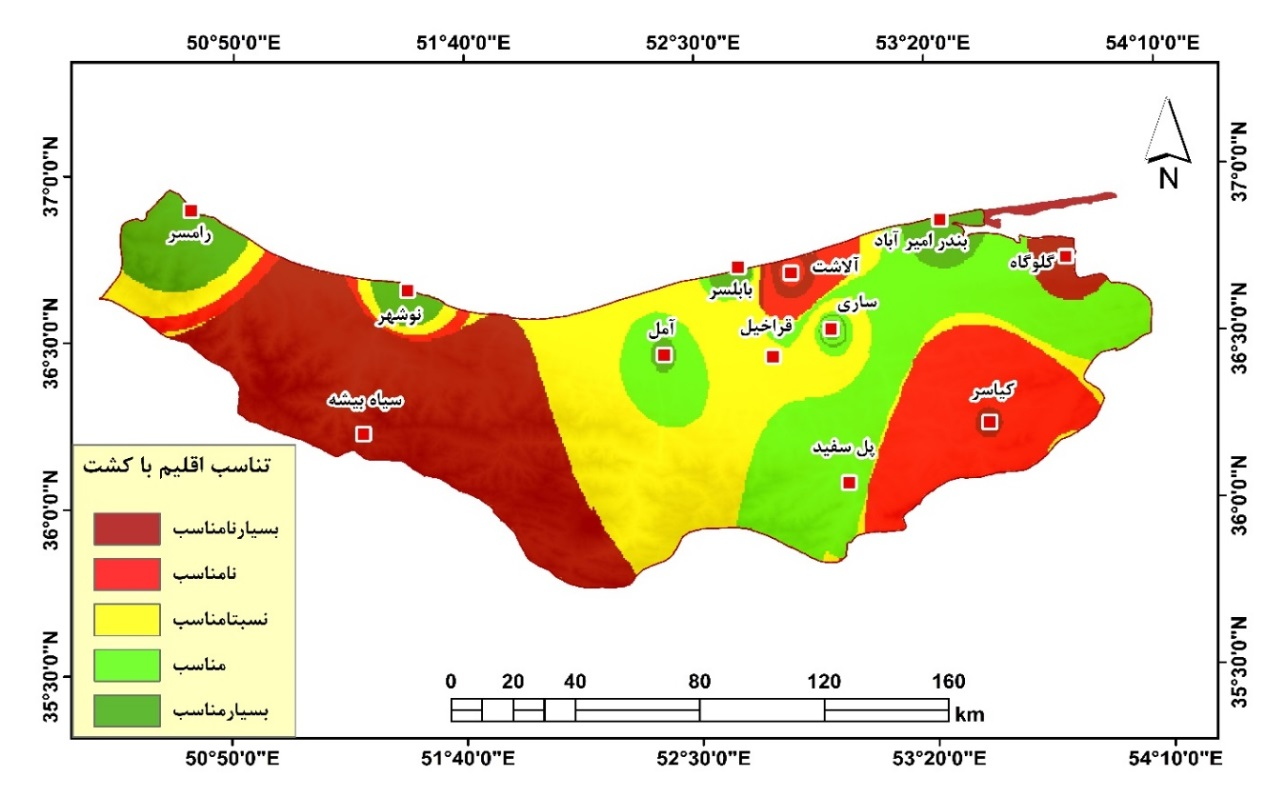 50°50'0"E 51°40'0"E 52°30'0"E 53°20'0"E 54°10'0"E
37°0'0"N
36°30'0"N
36°0'0"N
35°30'0"N
37°0'0"N
36°30'0"N
36°0'0"N
35°30'0"N
N
رامسر
نوشهر
سیاه بیشه
آمل
بابلسر
آلاشت
قراخیل
ساری
بندر امیر آباد
گلوگاه
کیاسر
پل سفید
تناسب اقلیم با کشت
بسیارنامناسب
نامناسب
نسبتامناسب
مناسب
بسیارمناسب
0 20 40 80 120 160
km
50°50'0"E 51°40'0"E 52°30'0"E 53°20'0"E 54°10'0"E